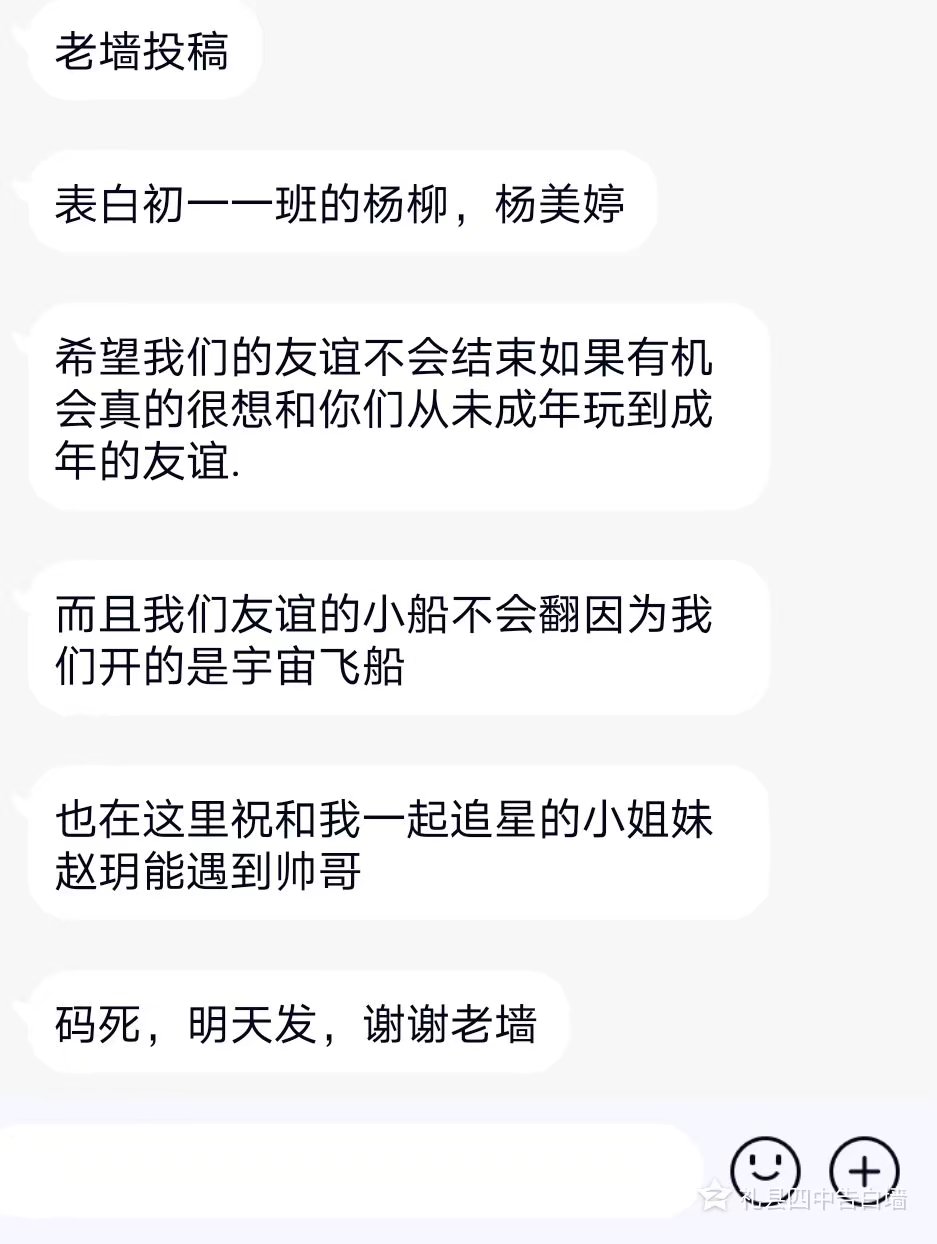 老墙投稿
表白初一一班的杨柳，杨美婷
希望我们的友谊不会结束如果有机
会真的很想和你们从未成年玩到成
年的友谊.
而且我们友谊的小船不会翻因为我
们开的是宇宙飞船
也在这里祝和我一起追星的小姐妹
赵玥能遇到帅哥
码死，明天发，谢谢老墙
礼县四中告白墙